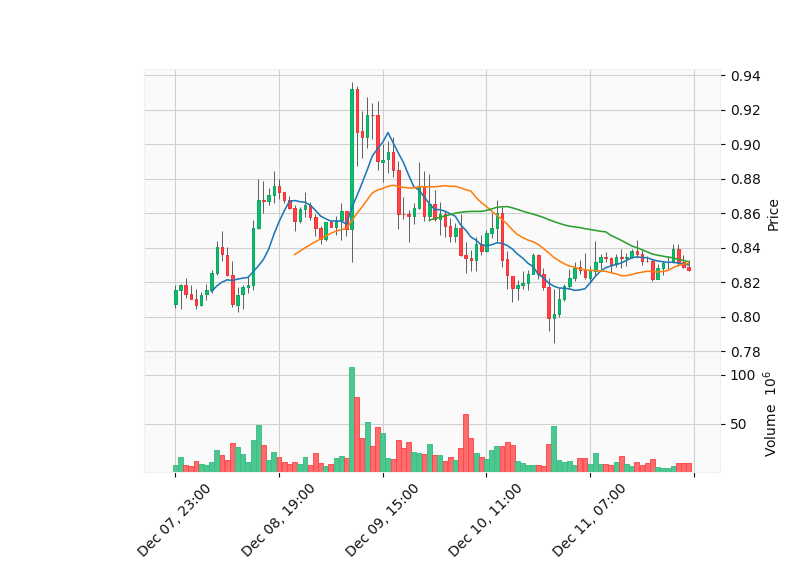 0.94
0.92
0.90
0.88
0.86
0.84
0.82
0.80
0.78
Price
100
50
Volume 10⁶
Dec 07, 23:00
Dec 08, 19:00
Dec 09, 15:00
Dec 10, 11:00
Dec 11, 07:00